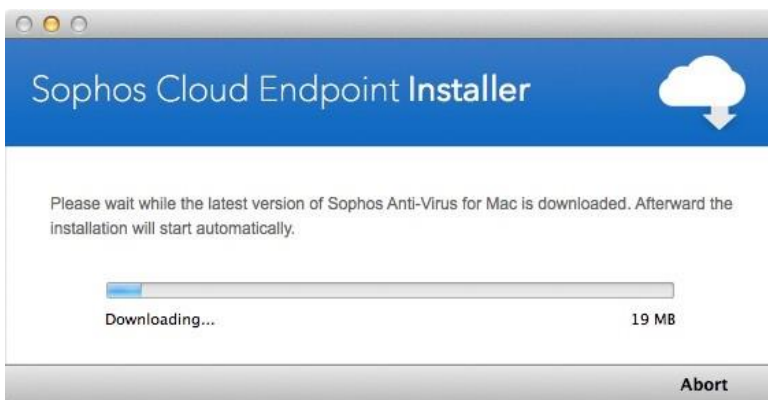 Sophos Cloud Endpoint Installer
Please wait while the latest version of Sophos Anti-Virus for Mac is downloaded. Afterward the
installation will start automatically.
Downloading... 19 MB
Abort